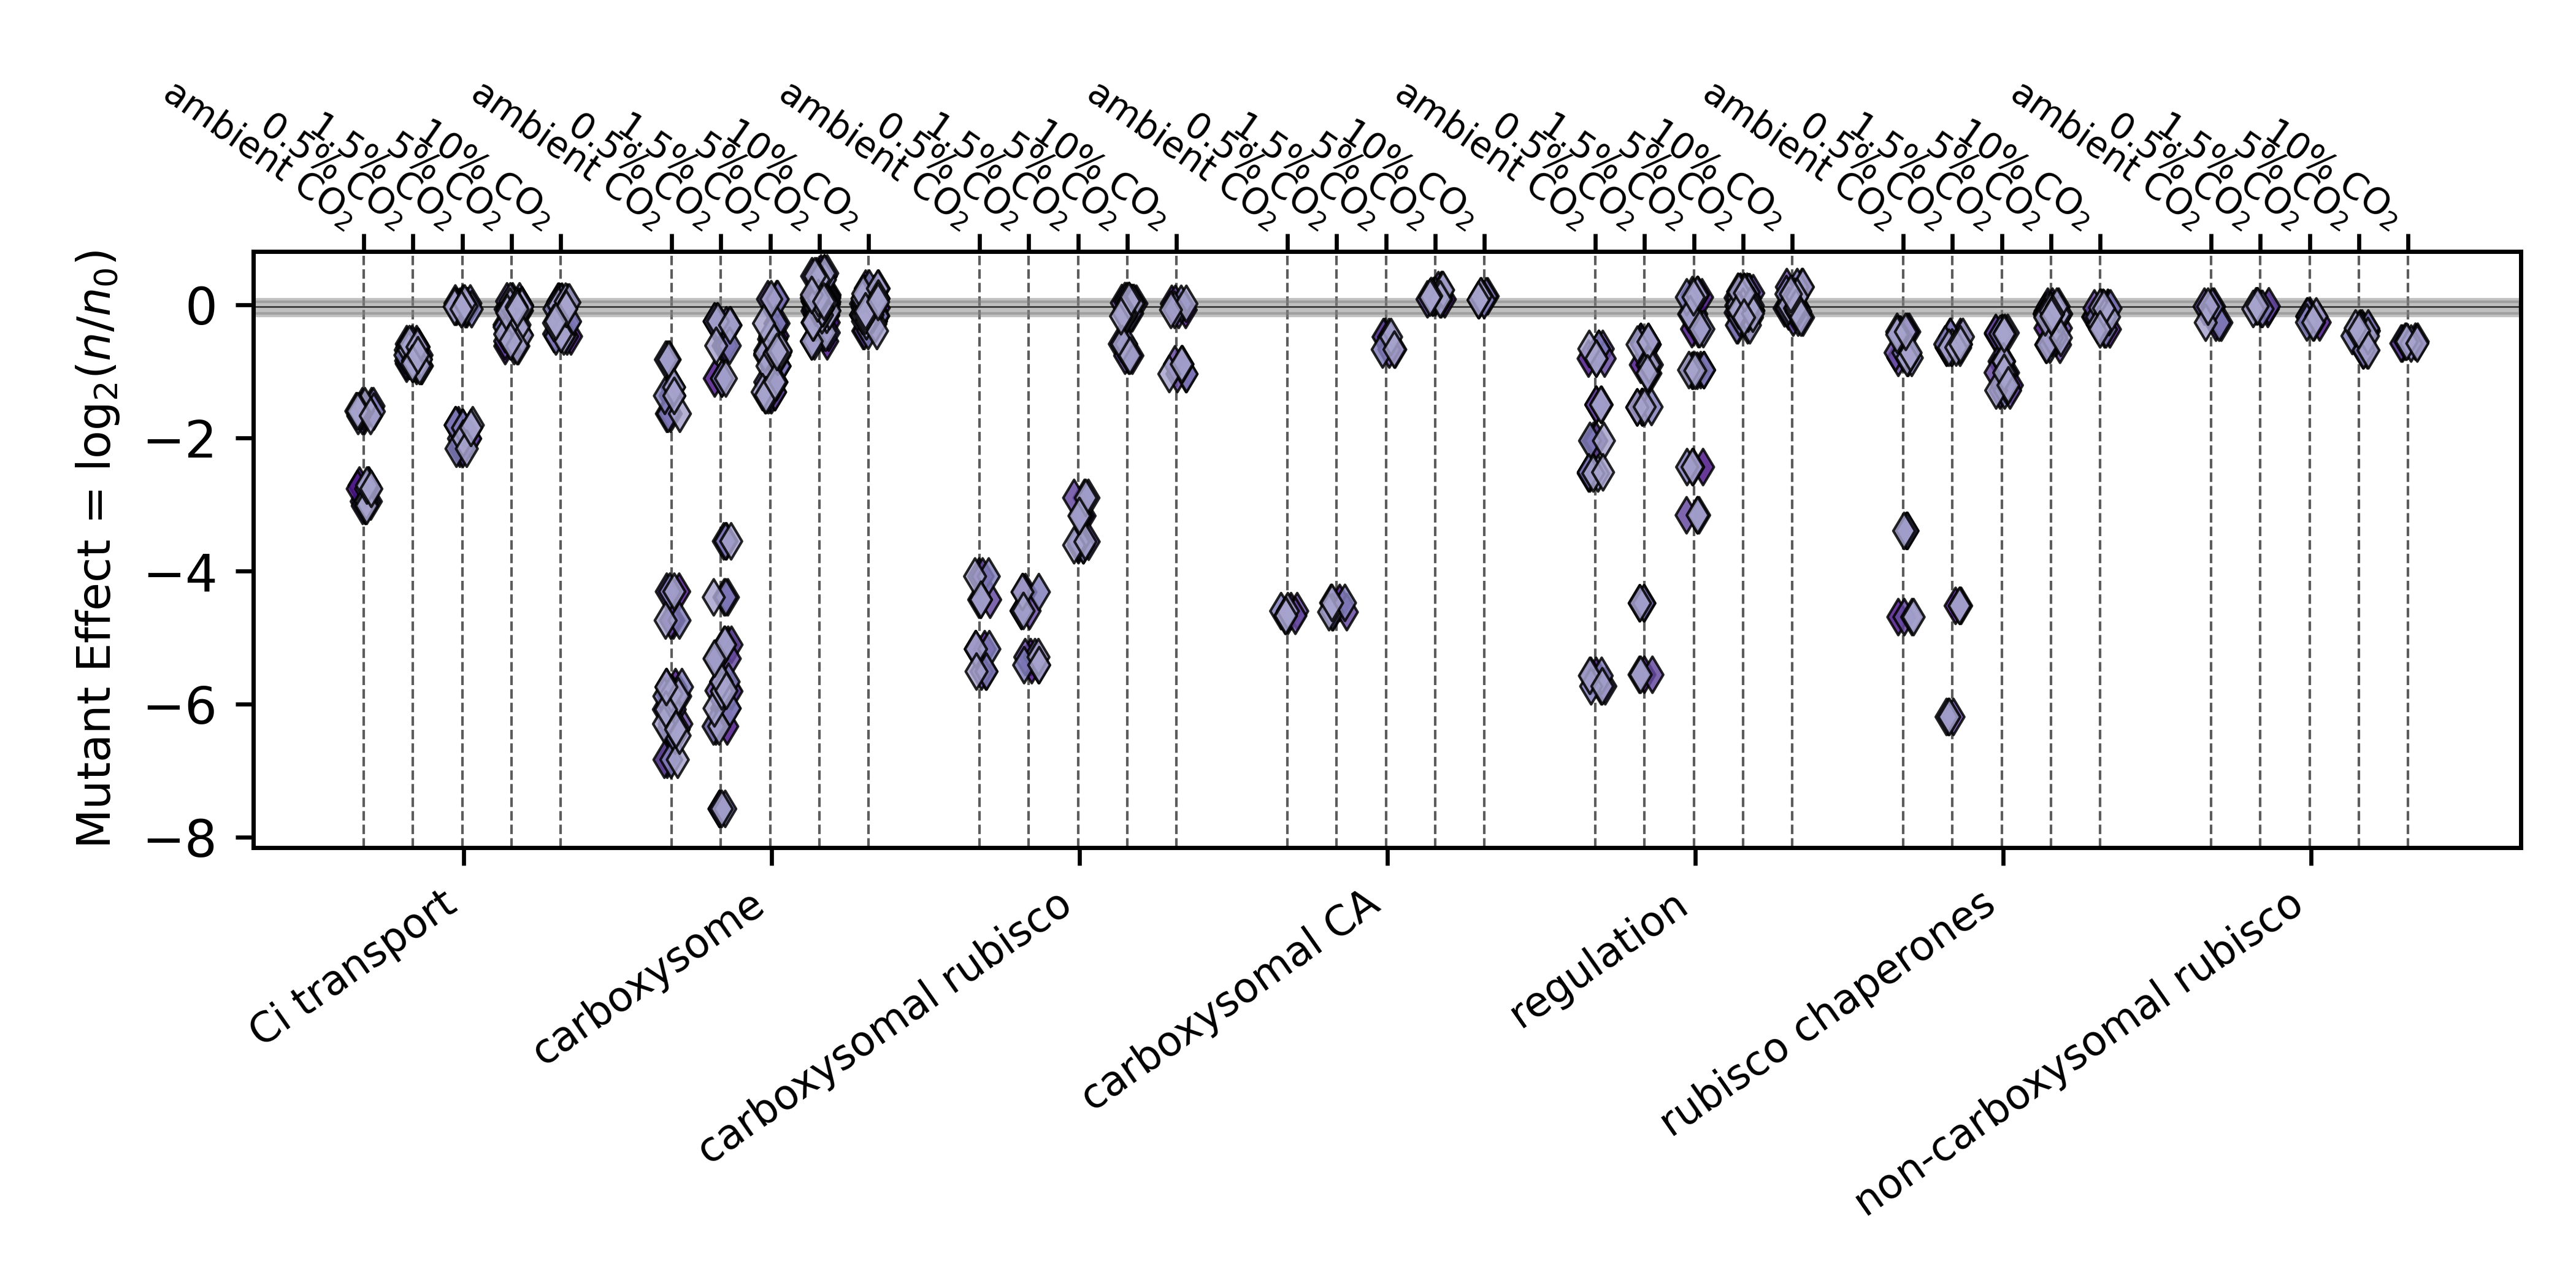 ambient CO₂
0.5% CO₂
1.5% CO₂
5% CO₂
10% CO₂
ambient CO₂
0.5% CO₂
1.5% CO₂
5% CO₂
10% CO₂
ambient CO₂
0.5% CO₂
1.5% CO₂
5% CO₂
10% CO₂
ambient CO₂
0.5% CO₂
1.5% CO₂
5% CO₂
10% CO₂
ambient CO₂
0.5% CO₂
1.5% CO₂
5% CO₂
10% CO₂
ambient CO₂
0.5% CO₂
1.5% CO₂
5% CO₂
10% CO₂
ambient CO₂
0.5% CO₂
1.5% CO₂
5% CO₂
10% CO₂
Mutant Effect = log₂(n/n₀)
0
−2
−4
−6
−8
Ci transport
carboxysome
carboxysomal rubisco
carboxysomal CA
regulation
rubisco chaperones
non-carboxysomal rubisco